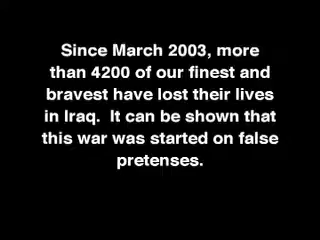 Since March 2003, more
than 4200 of our finest and
bravest have lost their lives
in Iraq.  It can be shown that
this war was started on false
pretenses.